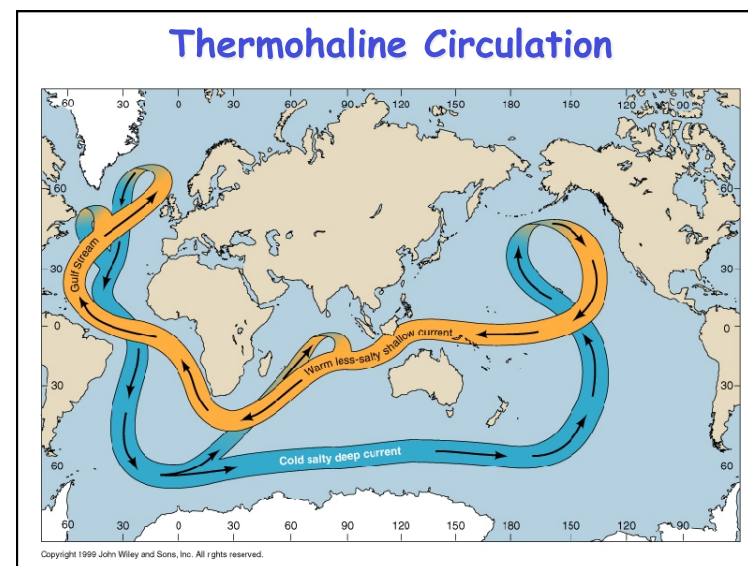 Thermohaline Circulation
60 30 0 30 60 90 120 150 180 150 120 90
60 60
30 30
0 0
30 30
60 60
Gulf stream
Warm less-salty shallow current
Cold salty deep current
60 30 0 30 60 90 120 150 180 150 120 90
Copyright 1999 John Wiley and Sons, Inc. All rghts reserved.